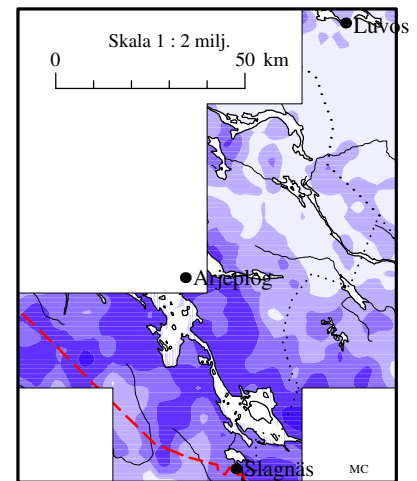 Luvos
Skala 1 : 2 milj.
0 50 km
Arjeplog
Slagnäs
MC